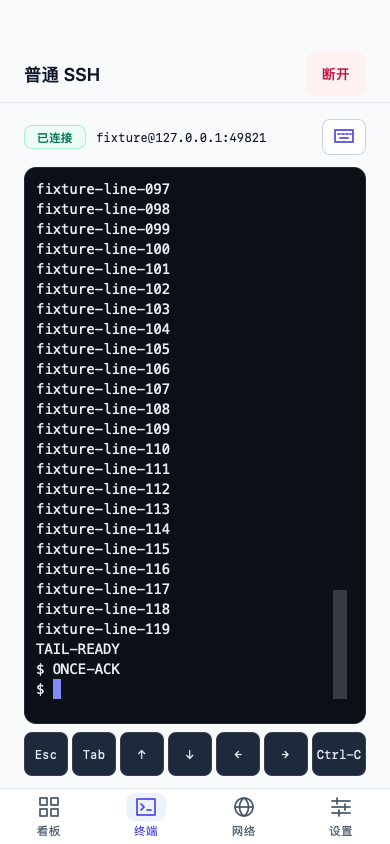 普通 SSH
断开
已连接 fixture@127.0.0.1:49821
fixture-line-097
fixture-line-098
fixture-line-099
fixture-line-100
fixture-line-101
fixture-line-102
fixture-line-103
fixture-line-104
fixture-line-105
fixture-line-106
fixture-line-107
fixture-line-108
fixture-line-109
fixture-line-110
fixture-line-111
fixture-line-112
fixture-line-113
fixture-line-114
fixture-line-115
fixture-line-116
fixture-line-117
fixture-line-118
fixture-line-119
TAIL-READY
$ ONCE-ACK
$
Esc Tab ↑ ↓ ← → Ctrl-C
看板 终端 网络 设置